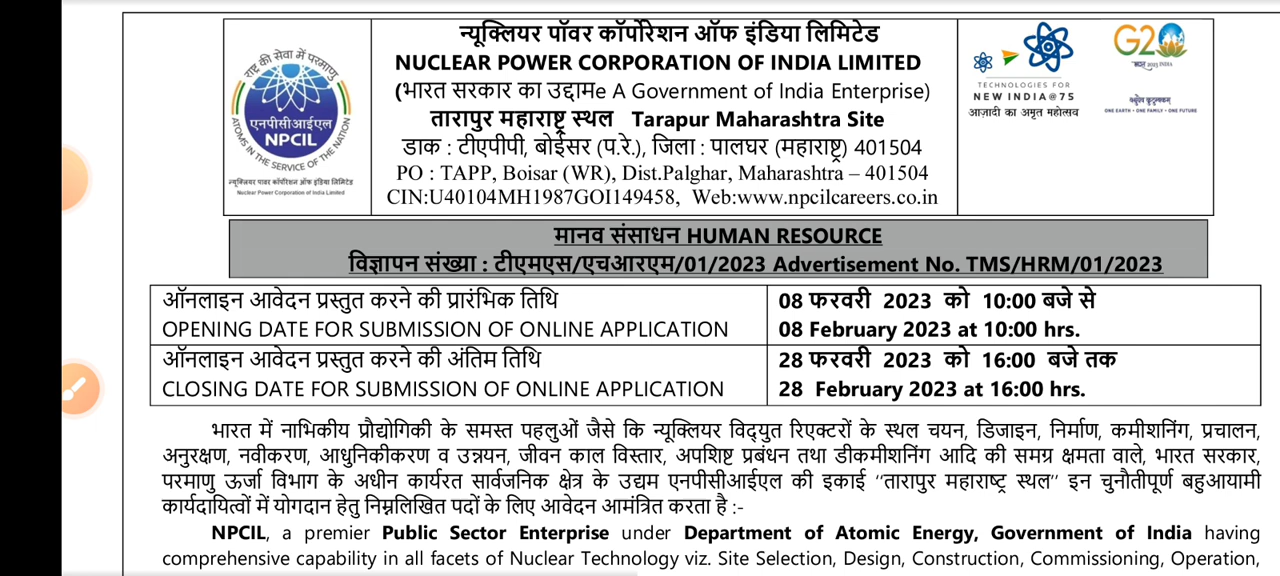 न्यूक्लियर पॉवर कॉर्पोरेशन ऑफ इंडिया लिमिटेड
NUCLEAR POWER CORPORATION OF INDIA LIMITED
(भारत सरकार का उद्दामe A Government of India Enterprise)
तारापुर महाराष्ट्र स्थल Tarapur Maharashtra Site
डाक : टीएपीपी, बोईसर (प.रे.), जिला : पालघर (महाराष्ट्र) 401504
PO : TAPP, Boisar (WR), Dist.Palghar, Maharashtra – 401504
CIN:U40104MH1987GOI149458, Web:www.npcilcareers.co.in
राष्ट्र की सेवा में परमाणु
एनपीसीआईएल
NPCIL
ATOMS IN THE SERVICE OF THE NATION
न्यूक्लियर पावर कॉर्पोरेशन ऑफ इंडिया लिमिटेड
Nuclear Power Corporation of India Limited
TECHNOLOGIES FOR
NEW INDIA@75
आज़ादी का अमृत महोत्सव
G20
भारत 2023 INDIA
वसुधैव कुटुम्बकम्
ONE EARTH • ONE FAMILY • ONE FUTURE
मानव संसाधन HUMAN RESOURCE
विज्ञापन संख्या : टीएमएस/एचआरएम/01/2023 Advertisement No. TMS/HRM/01/2023
ऑनलाइन आवेदन प्रस्तुत करने की प्रारंभिक तिथि
OPENING DATE FOR SUBMISSION OF ONLINE APPLICATION
08 फरवरी 2023 को 10:00 बजे से
08 February 2023 at 10:00 hrs.
ऑनलाइन आवेदन प्रस्तुत करने की अंतिम तिथि
CLOSING DATE FOR SUBMISSION OF ONLINE APPLICATION
28 फरवरी 2023 को 16:00 बजे तक
28 February 2023 at 16:00 hrs.
भारत में नाभिकीय प्रौद्योगिकी के समस्त पहलुओं जैसे कि न्यूक्लियर विद्युत रिएक्टरों के स्थल चयन, डिजाइन, निर्माण, कमीशनिंग, प्रचालन,
अनुरक्षण, नवीकरण, आधुनिकीकरण व उन्नयन, जीवन काल विस्तार, अपशिष्ट प्रबंधन तथा डीकमीशनिंग आदि की समग्र क्षमता वाले, भारत सरकार,
परमाणु ऊर्जा विभाग के अधीन कार्यरत सार्वजनिक क्षेत्र के उद्यम एनपीसीआईएल की इकाई ''तारापुर महाराष्ट्र स्थल'' इन चुनौतीपूर्ण बहुआयामी
कार्यदायित्वों में योगदान हेतु निम्नलिखित पदों के लिए आवेदन आमंत्रित करता है :-
NPCIL, a premier Public Sector Enterprise under Department of Atomic Energy, Government of India having
comprehensive capability in all facets of Nuclear Technology viz. Site Selection, Design, Construction, Commissioning, Operation,